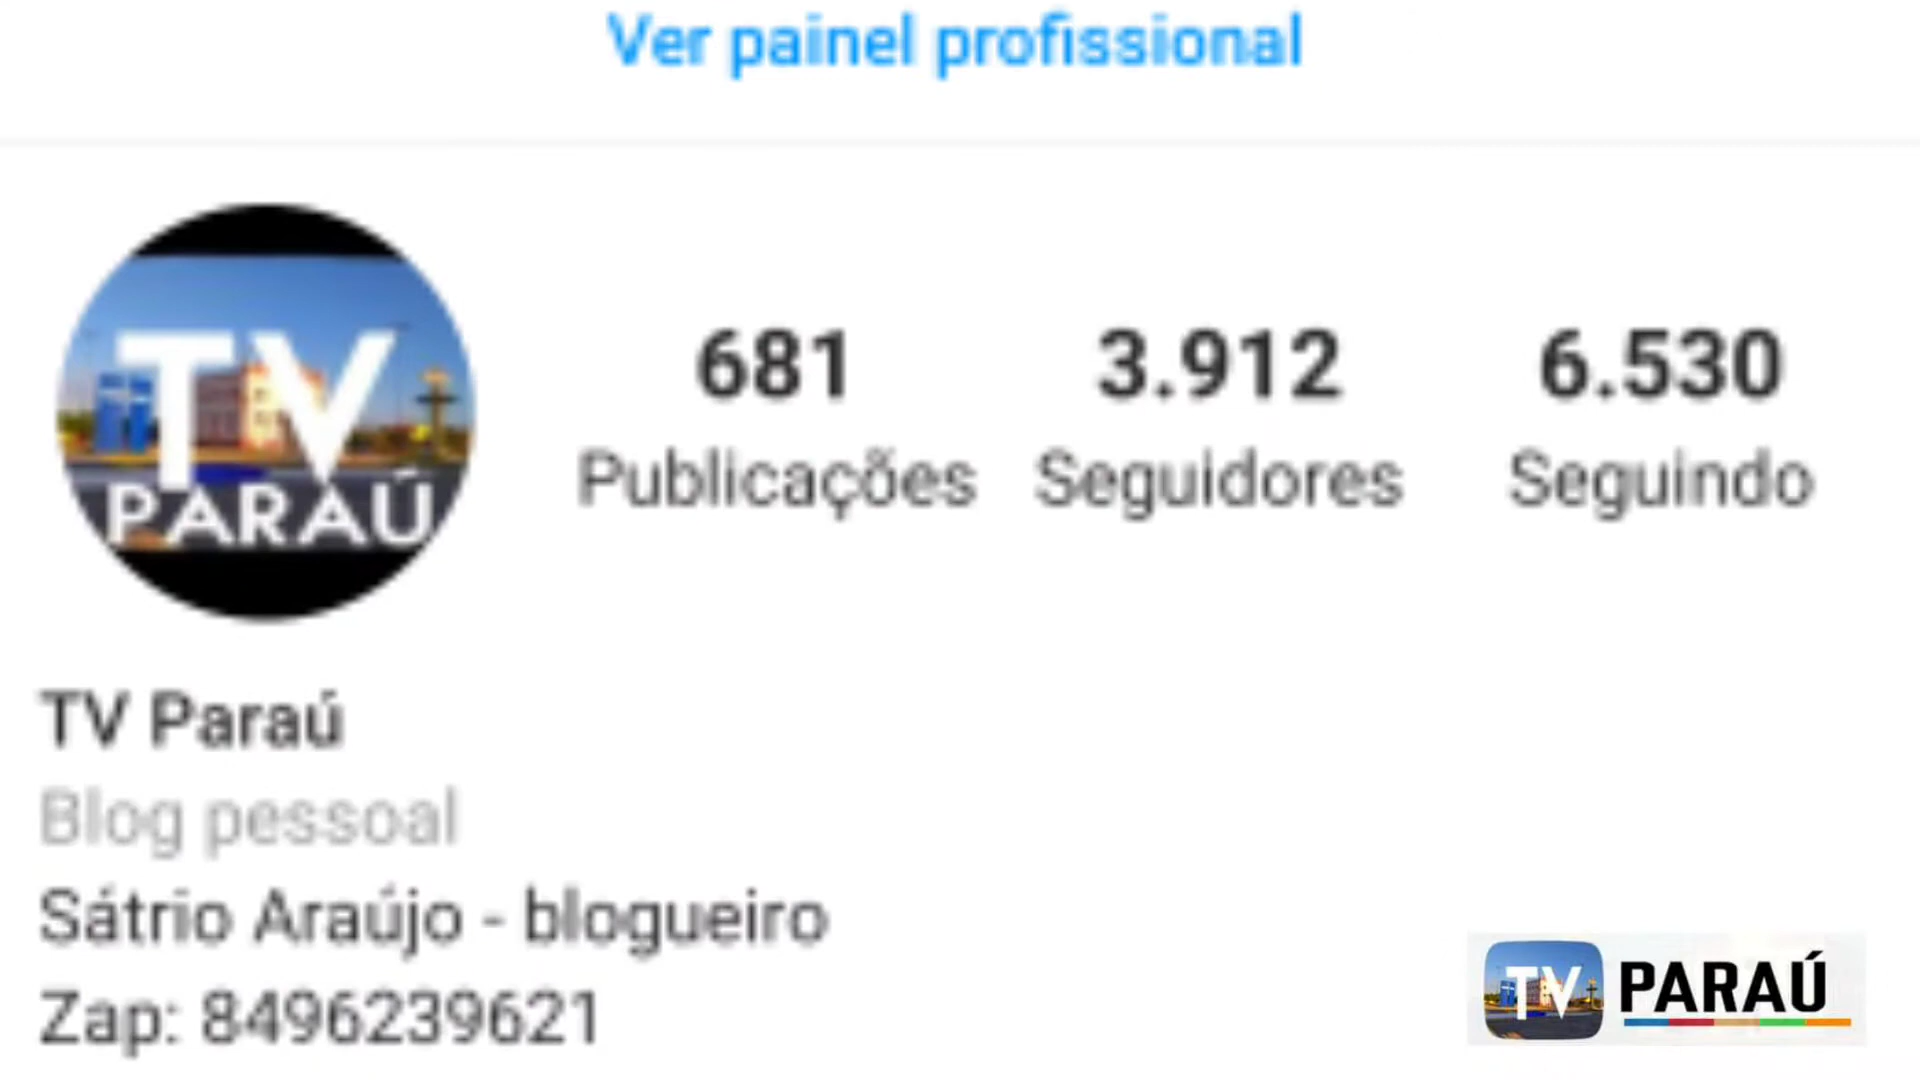 Ver painel profissional
TV
PARAÚ
681 3.912 6.530
Publicações Seguidores Seguindo
TV Paraú
Blog pessoal
Sátrio Araújo - blogueiro
Zap: 8496239621
TV PARAÚ